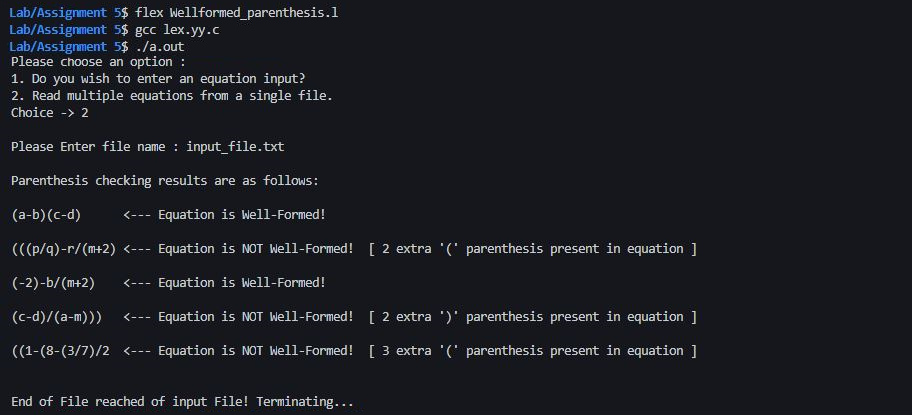 Lab/Assignment 5$ flex Wellformed_parenthesis.l
Lab/Assignment 5$ gcc lex.yy.c
Lab/Assignment 5$ ./a.out
Please choose an option :
1. Do you wish to enter an equation input?
2. Read multiple equations from a single file.
Choice -> 2
Please Enter file name : input_file.txt
Parenthesis checking results are as follows:
(a-b)(c-d)      <--- Equation is Well-Formed!
(((p/q)-r/(m+2) <--- Equation is NOT Well-Formed!  [ 2 extra '(' parenthesis present in equation ]
(-2)-b/(m+2)    <--- Equation is Well-Formed!
(c-d)/(a-m)))   <--- Equation is NOT Well-Formed!  [ 2 extra ')' parenthesis present in equation ]
((1-(8-(3/7)/2  <--- Equation is NOT Well-Formed!  [ 3 extra '(' parenthesis present in equation ]
End of File reached of input File! Terminating...